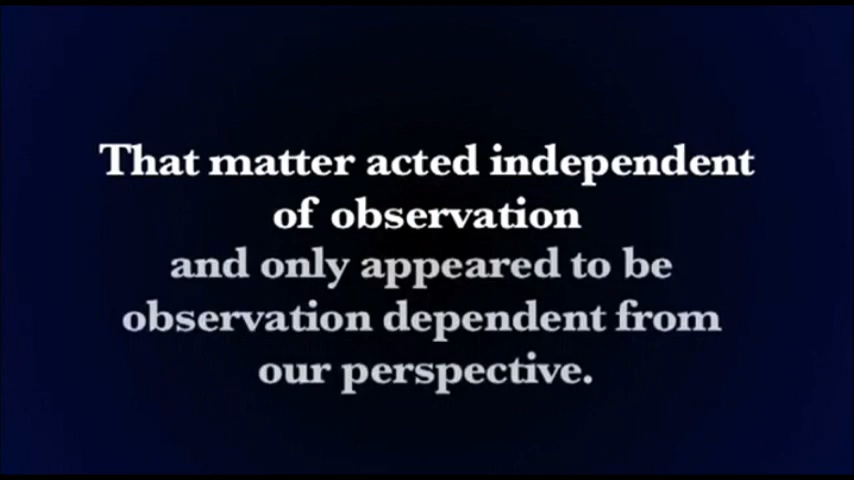 That matter acted independent
of observation
and only appeared to be
observation dependent from
our perspective.